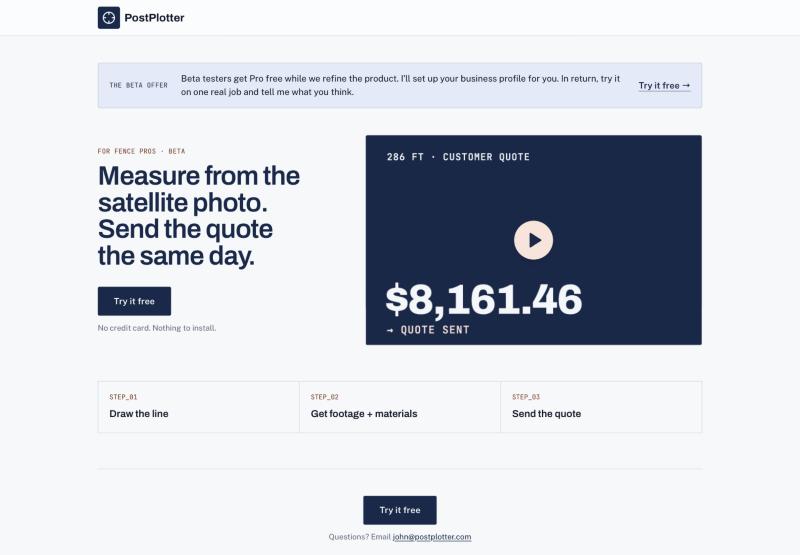 PostPlotter
THE BETA OFFER
Beta testers get Pro free while we refine the product. I'll set up your business profile for you. In return, try it
on one real job and tell me what you think.
Try it free →
FOR FENCE PROS · BETA
Measure from the
satellite photo.
Send the quote
the same day.
Try it free
No credit card. Nothing to install.
286 FT · CUSTOMER QUOTE
$8,161.46
→ QUOTE SENT
STEP_01
Draw the line
STEP_02
Get footage + materials
STEP_03
Send the quote
Try it free
Questions? Email john@postplotter.com